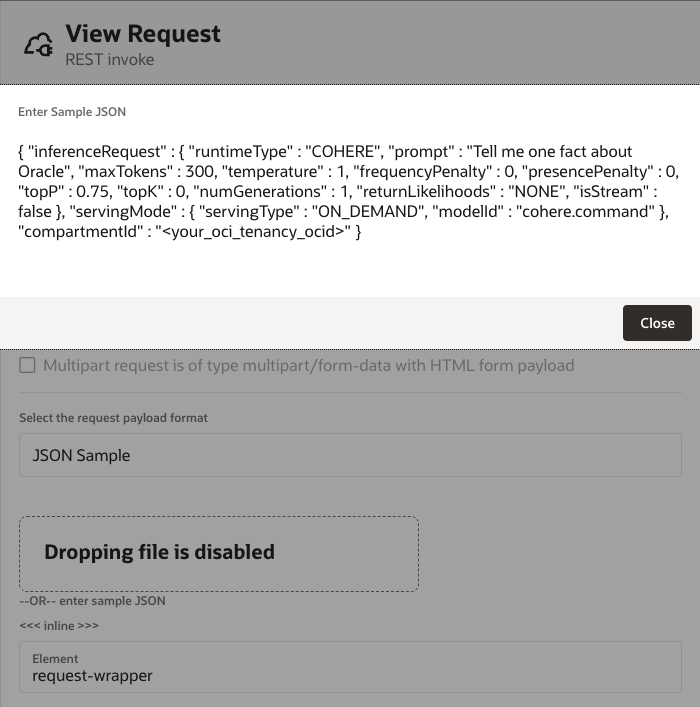 View Request
REST invoke
Enter Sample JSON
{ "inferenceRequest" : { "runtimeType" : "COHERE", "prompt" : "Tell me one fact about
Oracle", "maxTokens" : 300, "temperature" : 1, "frequencyPenalty" : 0, "presencePenalty" : 0,
"topP" : 0.75, "topK" : 0, "numGenerations" : 1, "returnLikelihoods" : "NONE", "isStream" :
false }, "servingMode" : { "servingType" : "ON_DEMAND", "modelId" : "cohere.command" },
"compartmentId" : "<your_oci_tenancy_ocid>" }
Close
Multipart request is of type multipart/form-data with HTML form payload
Select the request payload format
JSON Sample
Dropping file is disabled
--OR-- enter sample JSON
<<< inline >>>
Element
request-wrapper